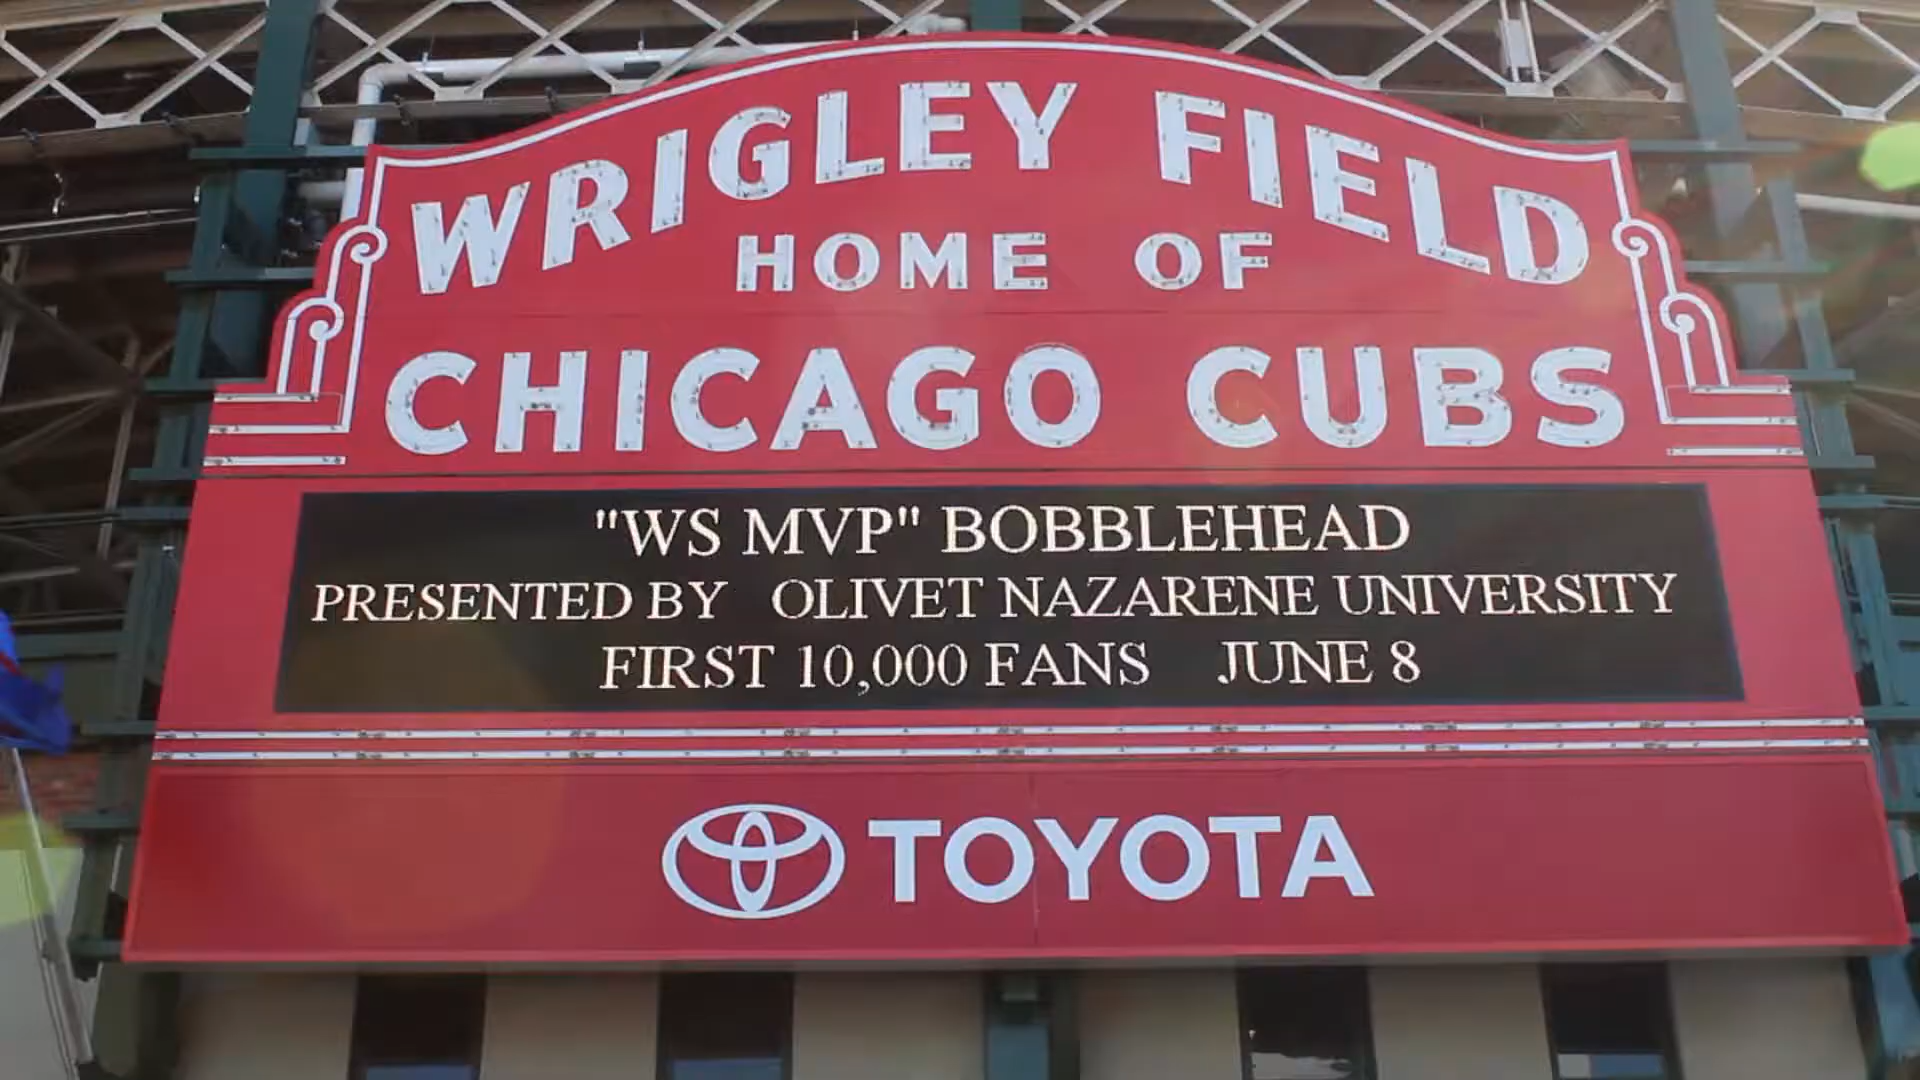 WRIGLEY FIELD
HOME OF
CHICAGO CUBS
"WS MVP" BOBBLEHEAD
PRESENTED BY OLIVET NAZARENE UNIVERSITY
FIRST 10,000 FANS JUNE 8
TOYOTA